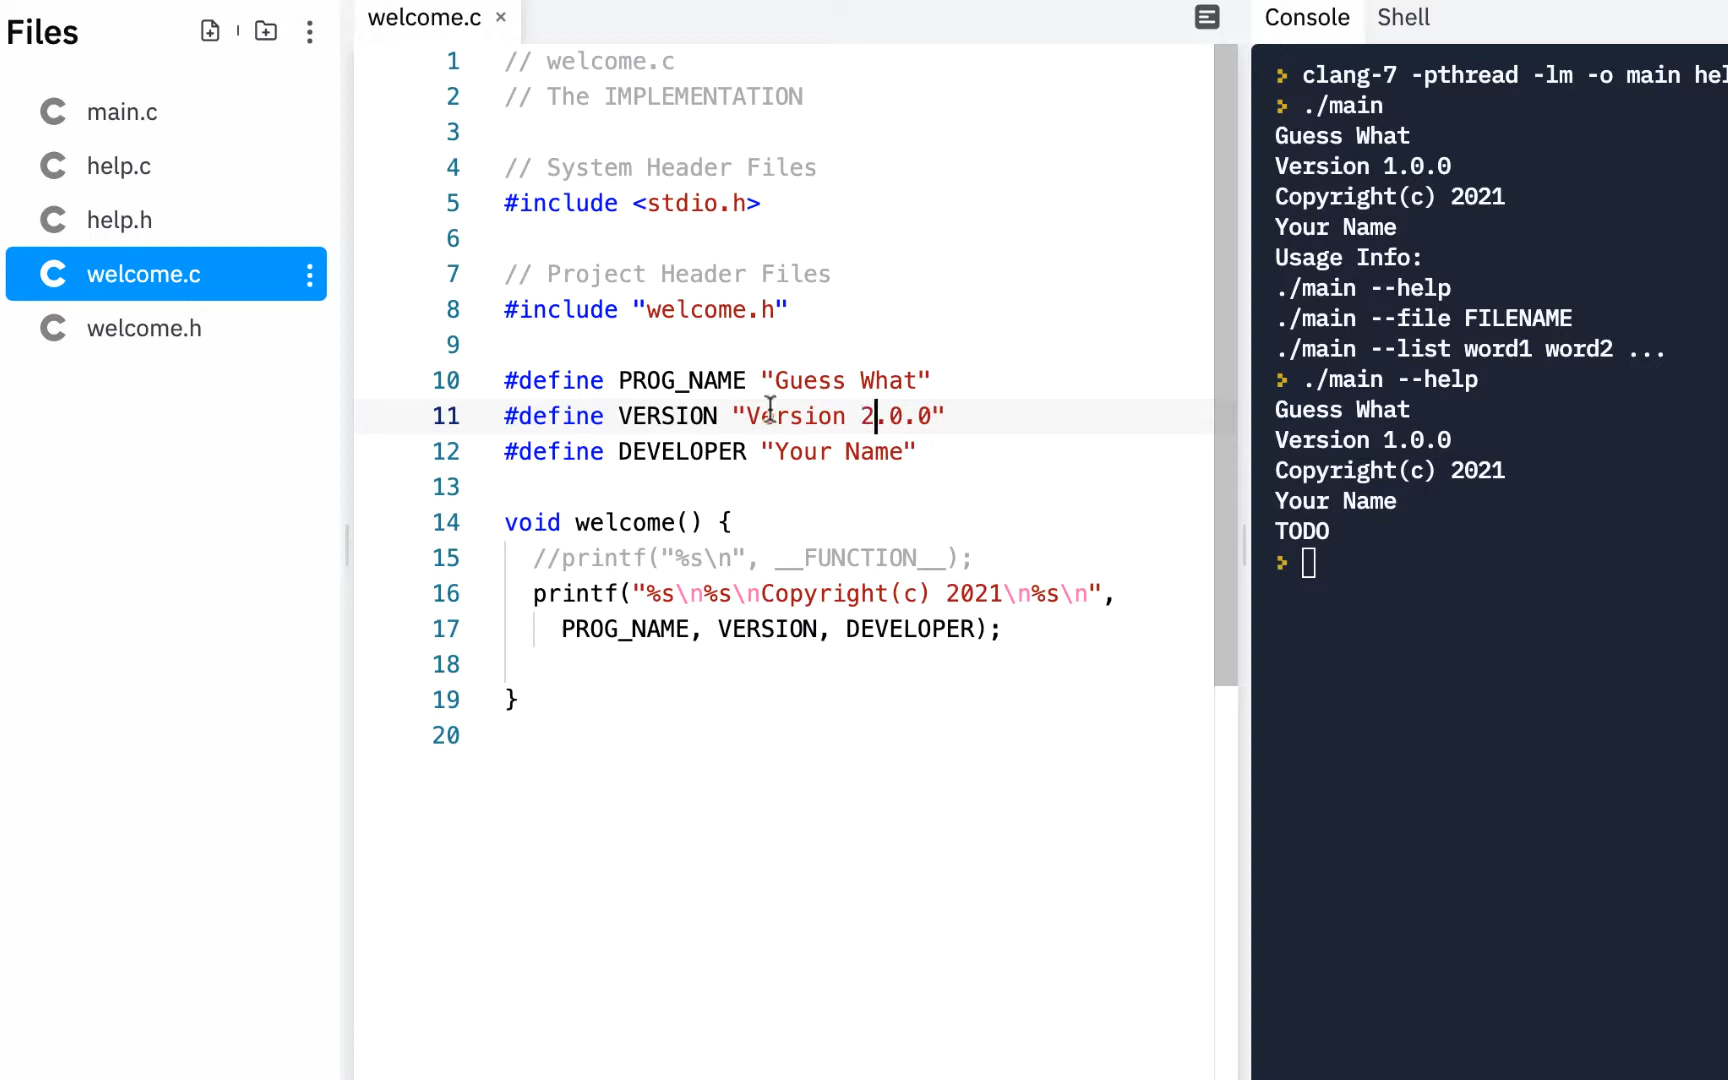 Files
main.c
help.c
help.h
welcome.c
welcome.h
welcome.c ×
1 // welcome.c
2 // The IMPLEMENTATION
3
4 // System Header Files
5 #include <stdio.h>
6
7 // Project Header Files
8 #include "welcome.h"
9
10 #define PROG_NAME "Guess What"
11 #define VERSION "Version 2.0.0"
12 #define DEVELOPER "Your Name"
13
14 void welcome() {
15 //printf("%s\n", __FUNCTION__);
16 printf("%s\n%s\nCopyright(c) 2021\n%s\n",
17 PROG_NAME, VERSION, DEVELOPER);
18
19 }
20
Console Shell
clang-7 -pthread -lm -o main hel
./main
Guess What
Version 1.0.0
Copyright(c) 2021
Your Name
Usage Info:
./main --help
./main --file FILENAME
./main --list word1 word2 ...
./main --help
Guess What
Version 1.0.0
Copyright(c) 2021
Your Name
TODO